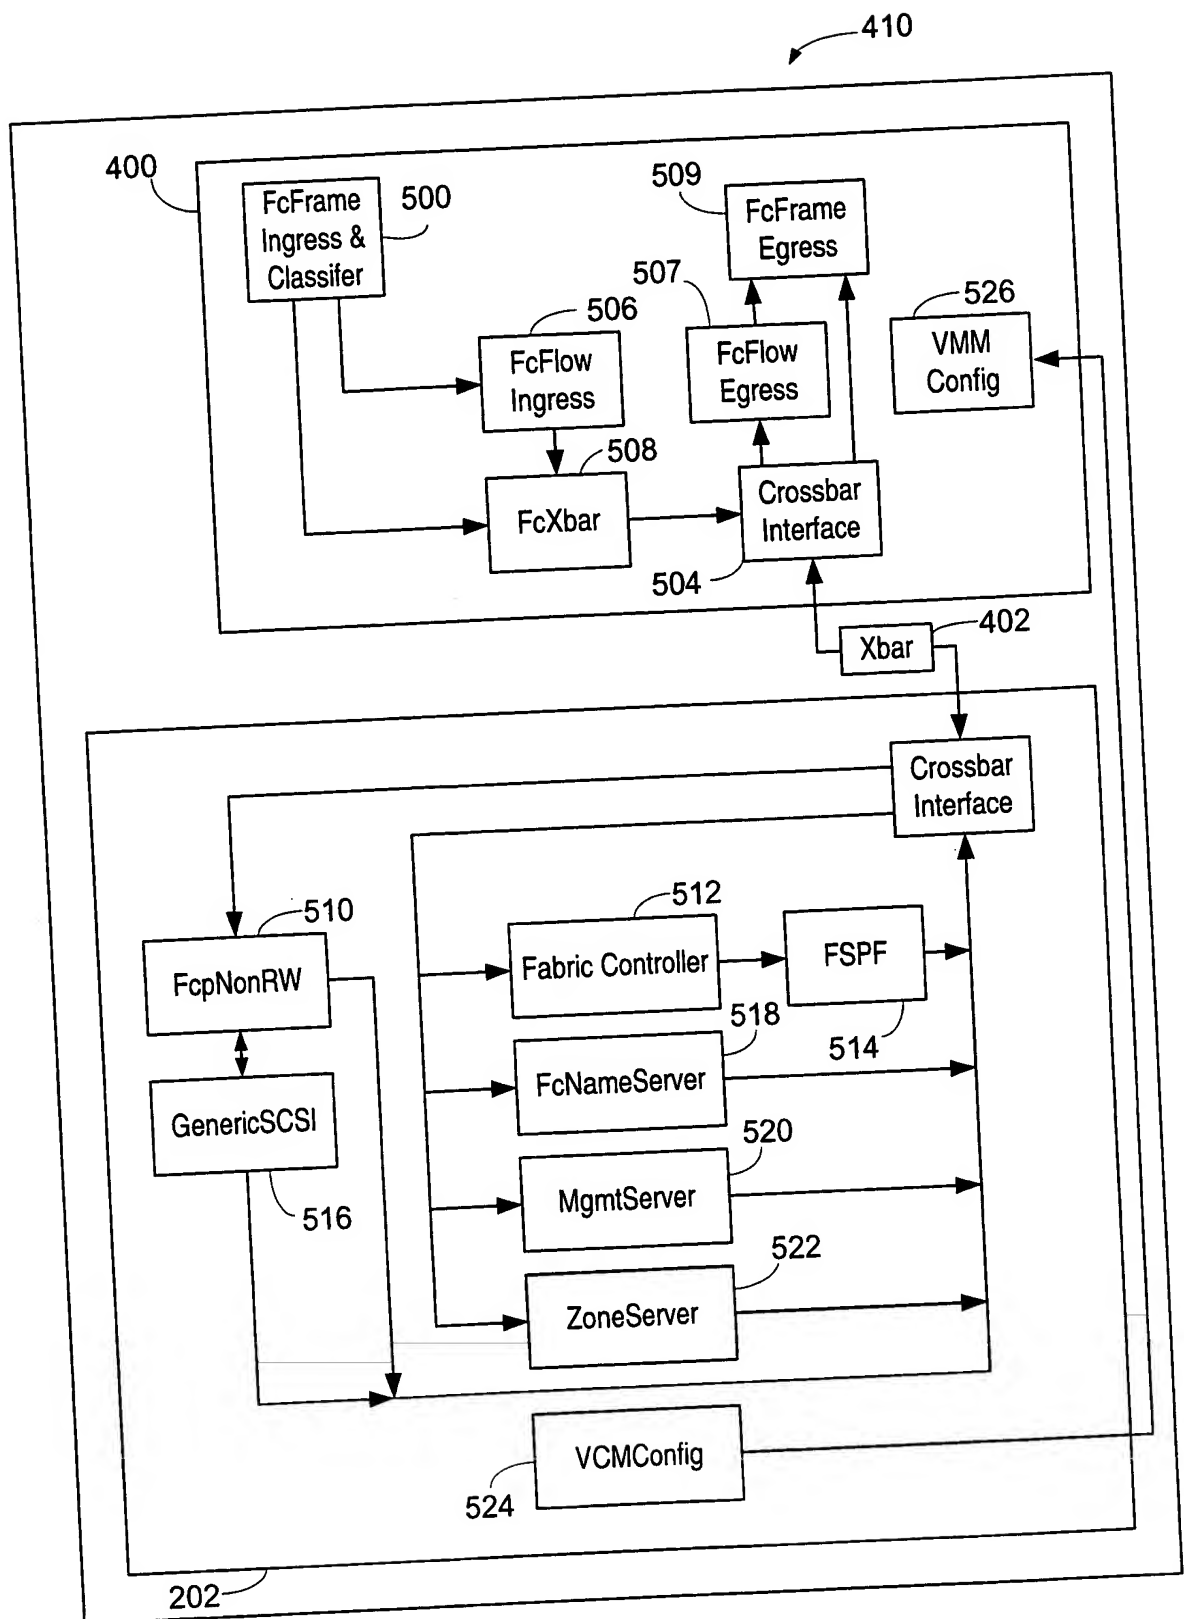 410
400
FcFrame
Ingress &
Classifer
500
509
FcFrame
Egress
507
526
506
FcFlow
Ingress
FcFlow
Egress
VMM
Config
508
FcXbar
Crossbar
Interface
504
402
Xbar
Crossbar
Interface
510
FcpNonRW
512
Fabric Controller
FSPF
514
518
FcNameServer
GenericSCSI
516
520
MgmtServer
522
ZoneServer
VCMConfig
524
202